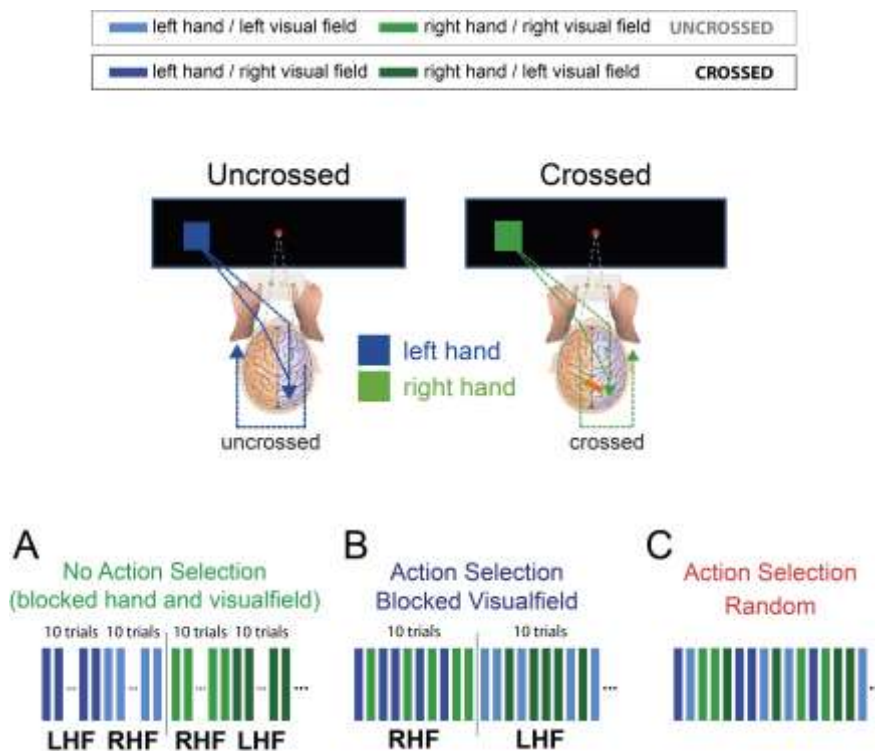 left hand / left visual field right hand / right visual field UNCROSSED
left hand / right visual field right hand / left visual field CROSSED
Uncrossed Crossed
left hand
right hand
uncrossed crossed
A B C
No Action Selection
(blocked hand and visualfield)
Action Selection
Blocked Visualfield
Action Selection
Random
10 trials 10 trials 10 trials 10 trials
... ... ... ... ...
LHF RHF RHF LHF
10 trials 10 trials
...
RHF LHF